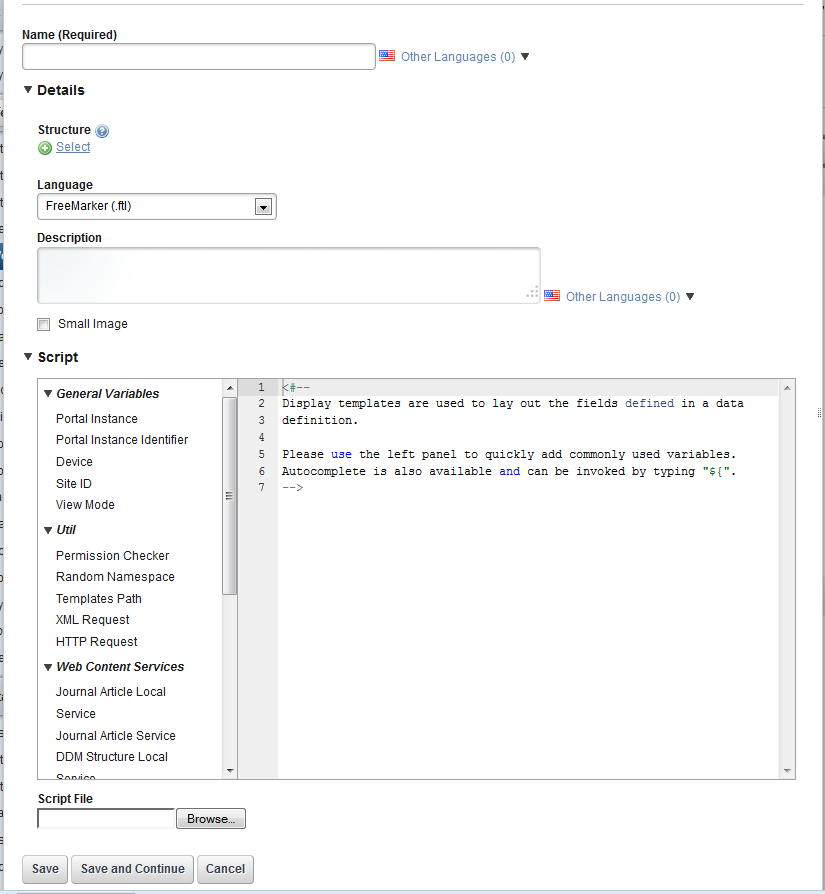 Name (Required)
Other Languages (0)
Details
Structure
Select
Language
FreeMarker (.ftl)
Description
Other Languages (0)
Small Image
Script
General Variables
Portal Instance
Portal Instance Identifier
Device
Site ID
View Mode
Util
Permission Checker
Random Namespace
Templates Path
XML Request
HTTP Request
Web Content Services
Journal Article Local
Service
Journal Article Service
DDM Structure Local
Service
1 <#--
2 Display templates are used to lay out the fields defined in a data
3 definition.
4
5 Please use the left panel to quickly add commonly used variables.
6 Autocomplete is also available and can be invoked by typing "${".
7 -->
Script File
Browse...
Save
Save and Continue
Cancel